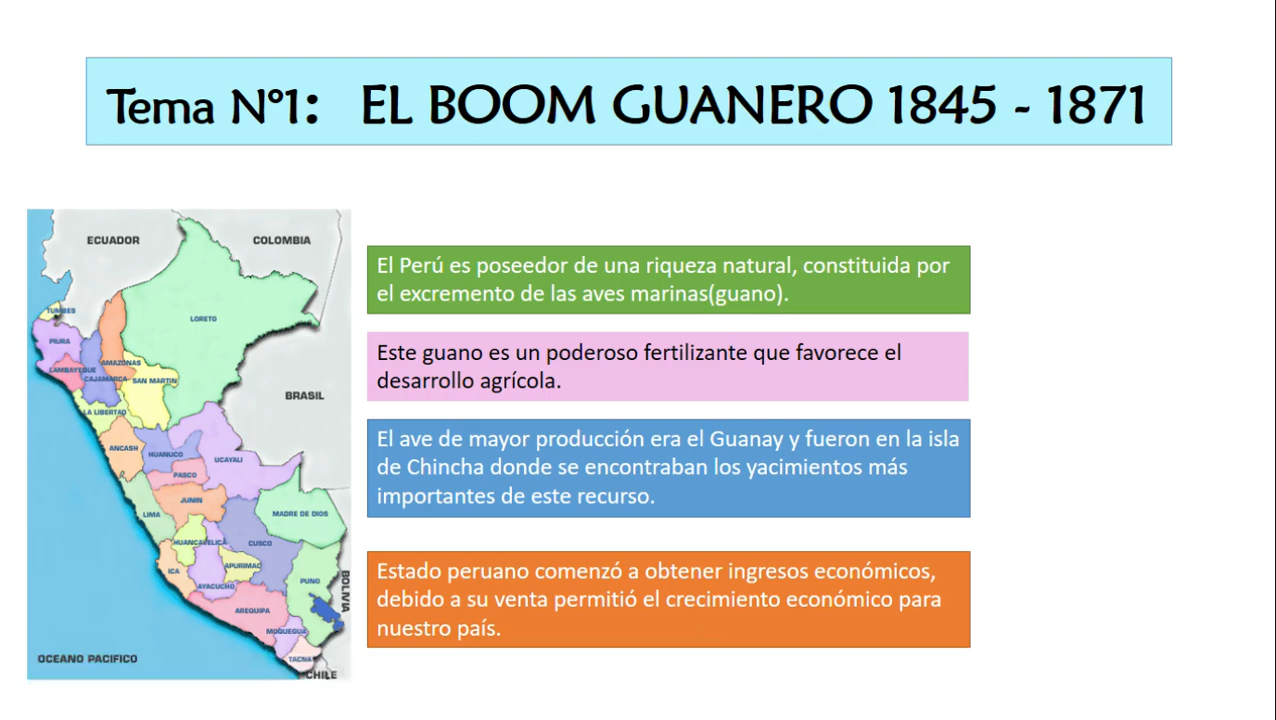 Tema N°1: EL BOOM GUANERO 1845 - 1871
ECUADOR
COLOMBIA
TUMBES
LORETO
PIURA
AMAZONAS
LAMBAYEQUE
CAJAMARCA
SAN MARTIN
BRASIL
LA LIBERTAD
ANCASH
HUANUCO
UCAYALI
PASCO
JUNIN
LIMA
MADRE DE DIOS
HUANCAVELICA
CUSCO
ICA
APURIMAC
AYACUCHO
PUNO
BOLIVIA
AREQUIPA
MOQUEGUA
TACNA
OCEANO PACIFICO
CHILE
El Perú es poseedor de una riqueza natural, constituida por
el excremento de las aves marinas(guano).
Este guano es un poderoso fertilizante que favorece el
desarrollo agrícola.
El ave de mayor producción era el Guanay y fueron en la isla
de Chincha donde se encontraban los yacimientos más
importantes de este recurso.
Estado peruano comenzó a obtener ingresos económicos,
debido a su venta permitió el crecimiento económico para
nuestro país.